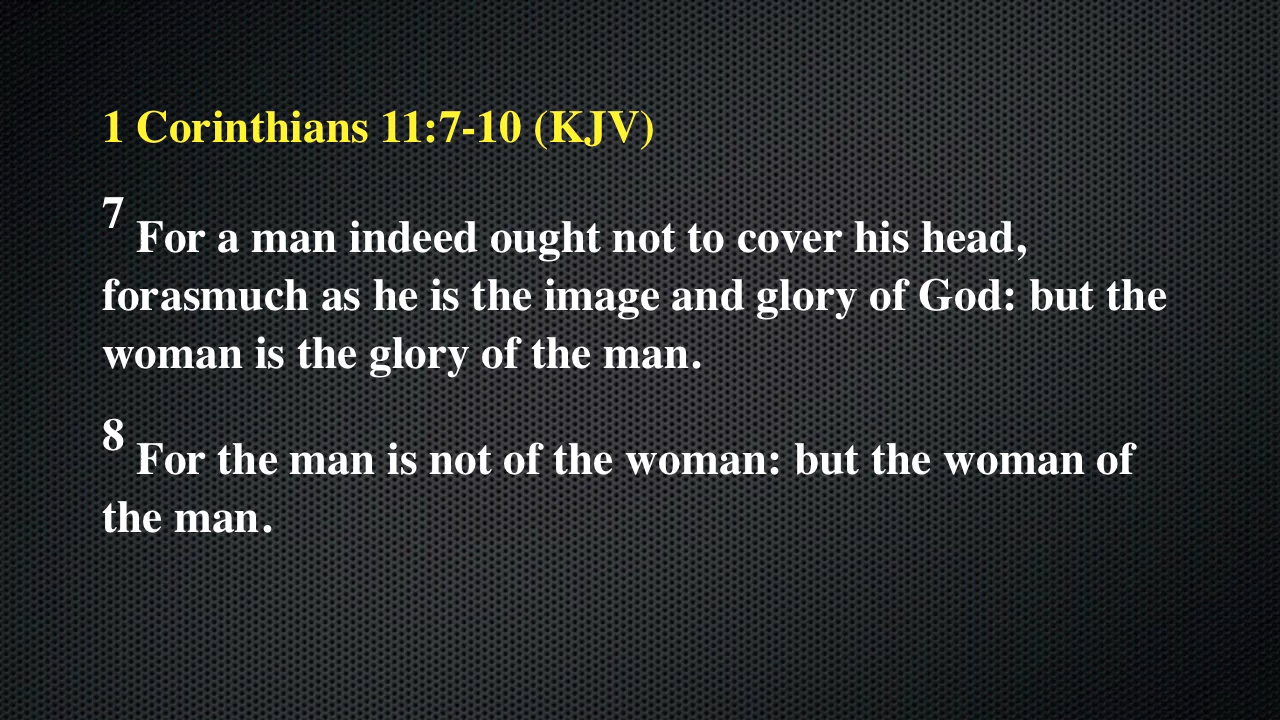 1 Corinthians 11:7-10 (KJV)
7 For a man indeed ought not to cover his head,
forasmuch as he is the image and glory of God: but the
woman is the glory of the man.
8 For the man is not of the woman: but the woman of
the man.